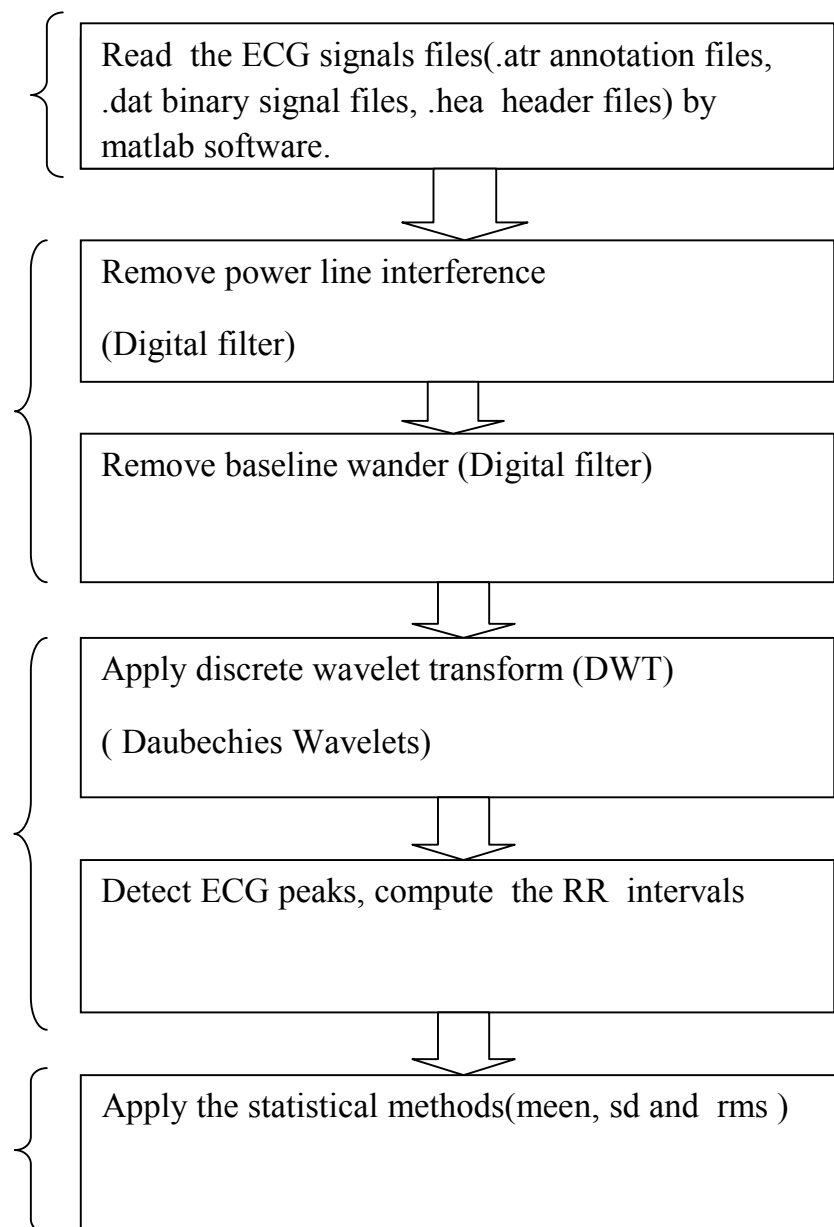 Read the ECG signals files(.atr annotation files,
.dat binary signal files, .hea header files) by
matlab software.
Remove power line interference
(Digital filter)
Remove baseline wander (Digital filter)
Apply discrete wavelet transform (DWT)
( Daubechies Wavelets)
Detect ECG peaks, compute the RR intervals
Apply the statistical methods(meen, sd and rms )